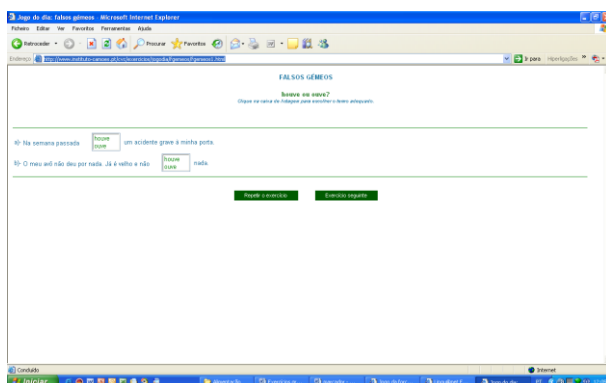 Jogo do dia: falsos gémeos - Microsoft Internet Explorer
Ficheiro Editar Ver Favoritos Ferramentas Ajuda
Retroceder Procurar Favoritos
Endereço Ir para Hiperligações
FALSOS GÉMEOS
houve ou ouve?
Clique na caixa de listagem para escolher o termo adequado.
a)- Na semana passada houve ouve um acidente grave à minha porta.
b)- O meu avô não deu por nada. Já é velho e não houve ouve nada.
Repetir o exercício Exercício seguinte
Concluído Internet
Iniciar